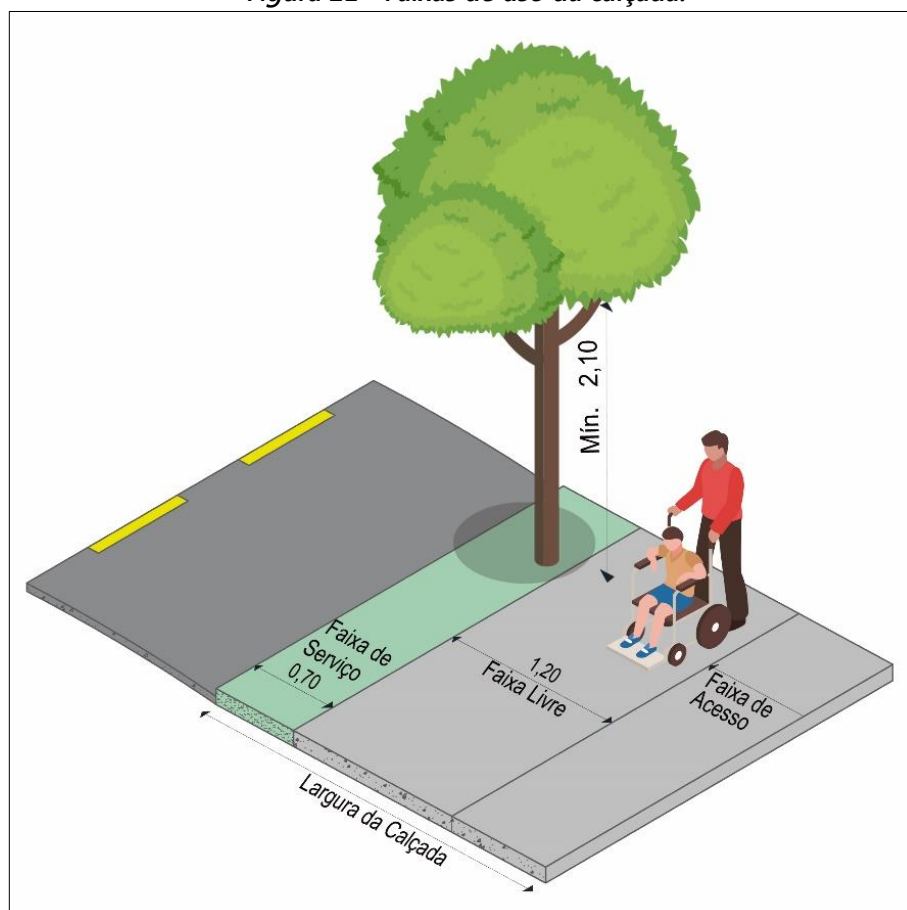 Mín. 2,10
Faixa de
Serviço
0,70
1,20
Faixa Livre
Faixa de
Acesso
Largura da Calçada